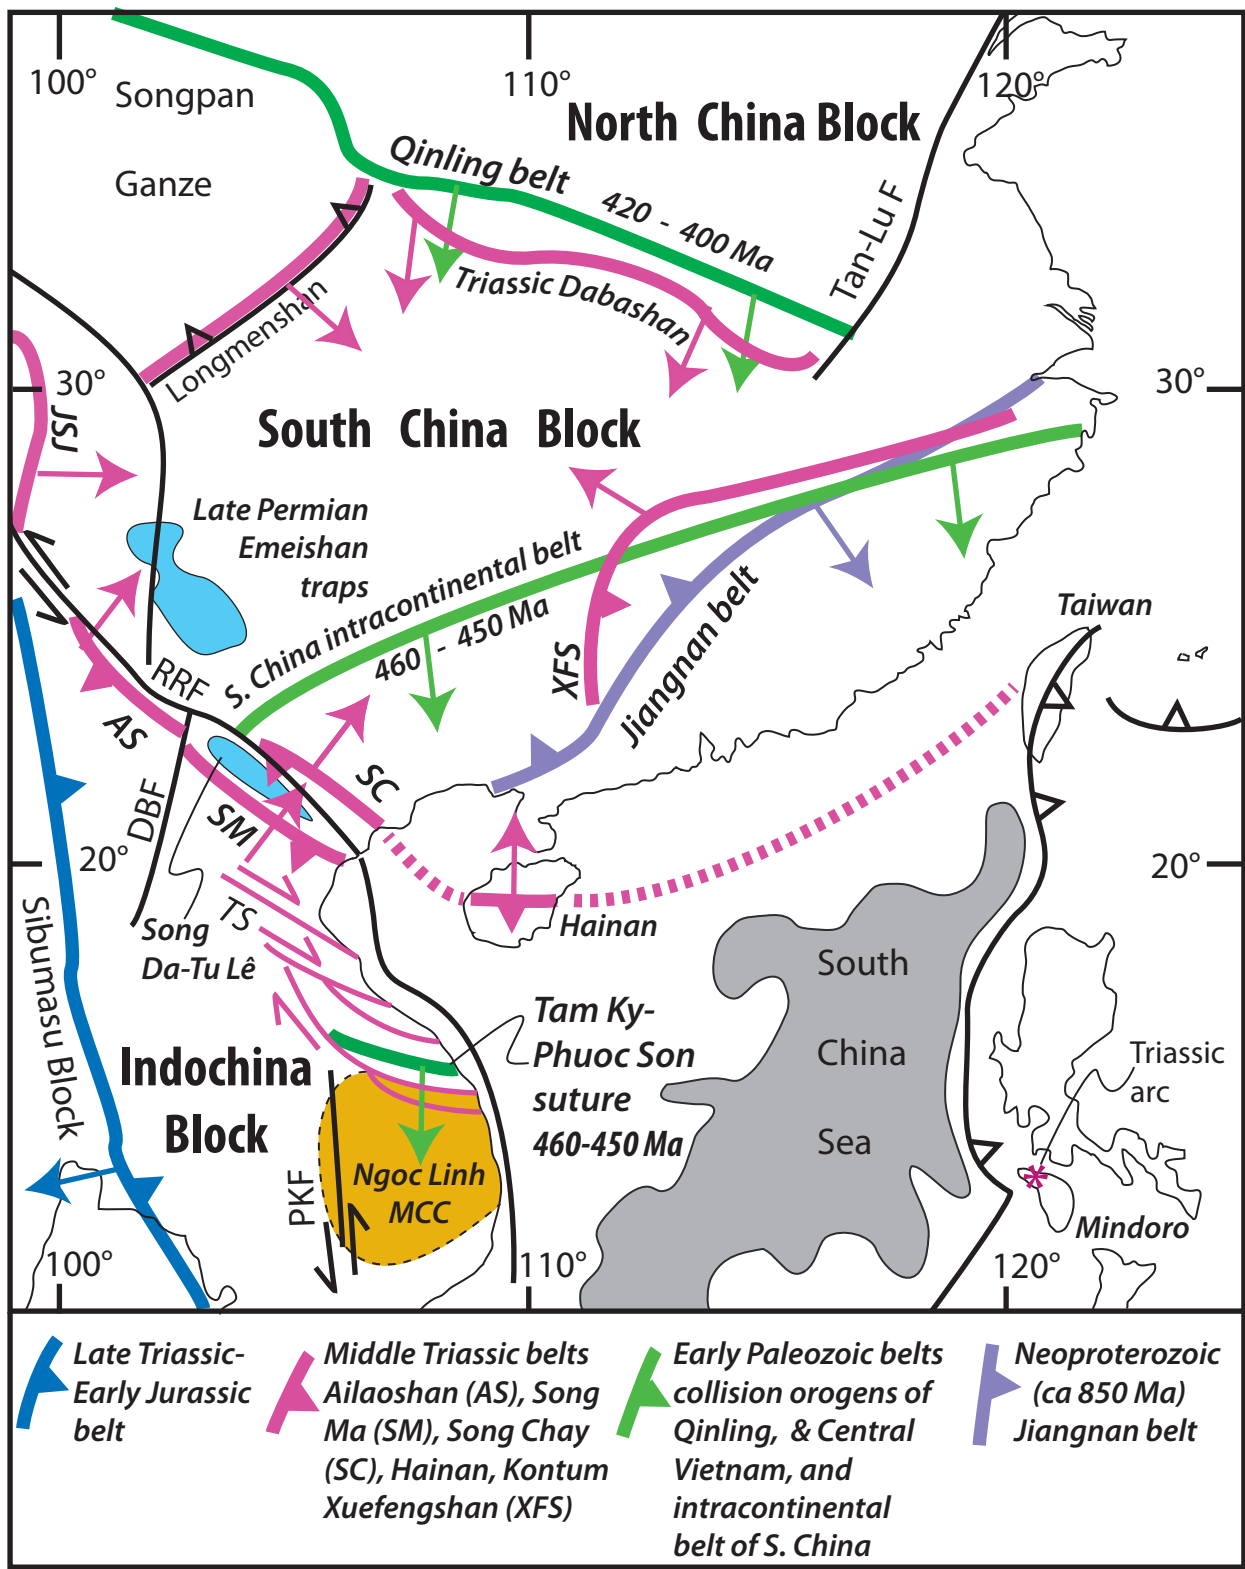 100°
110°
120°
Songpan
Ganze
North China Block
Qinling belt
420 - 400 Ma
Tan-Lu F
Triassic Dabashan
Longmenshan
30°
30°
JSJ
South China Block
Late Permian
Emeishan
traps
S. China intracontinental belt
460 - 450 Ma
XFS
Jiangnan belt
Taiwan
RRF
AS
DBF
SM
SC
20°
20°
TS
Song
Da-Tu Lê
Hainan
Sibumasu Block
South
China
Sea
Tam Ky-
Phuoc Son
suture
460-450 Ma
Indochina
Block
Triassic
arc
PKF
Ngoc Linh
MCC
Mindoro
100°
110°
120°
Late Triassic-
Early Jurassic
belt
Middle Triassic belts
Ailaoshan (AS), Song
Ma (SM), Song Chay
(SC), Hainan, Kontum
Xuefengshan (XFS)
Early Paleozoic belts
collision orogens of
Qinling, & Central
Vietnam, and
intracontinental
belt of S. China
Neoproterozoic
(ca 850 Ma)
Jiangnan belt